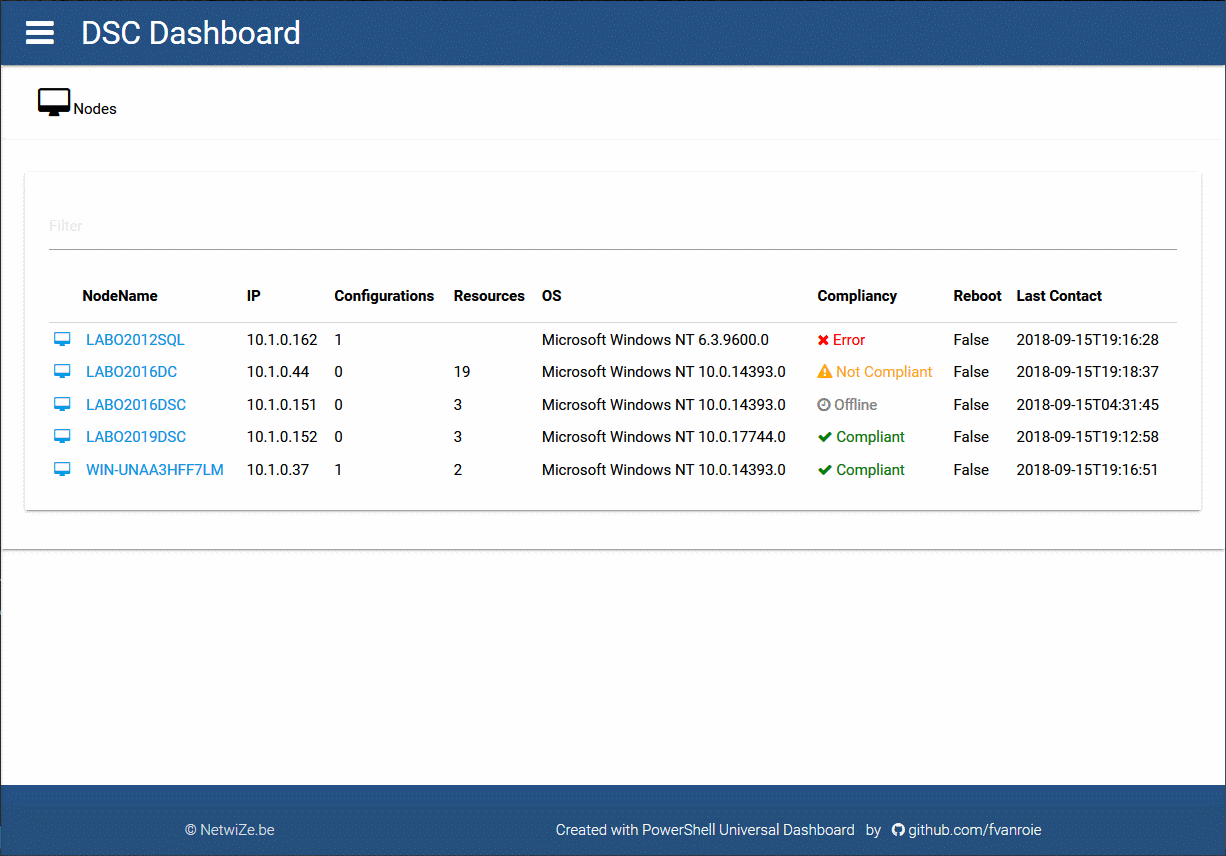 DSC Dashboard
Nodes
Filter
NodeName IP Configurations Resources OS Compliancy Reboot Last Contact
LABO2012SQL 10.1.0.162 1 Microsoft Windows NT 6.3.9600.0 Error False 2018-09-15T19:16:28
LABO2016DC 10.1.0.44 0 19 Microsoft Windows NT 10.0.14393.0 Not Compliant False 2018-09-15T19:18:37
LABO2016DSC 10.1.0.151 0 3 Microsoft Windows NT 10.0.14393.0 Offline False 2018-09-15T04:31:45
LABO2019DSC 10.1.0.152 0 3 Microsoft Windows NT 10.0.17744.0 Compliant False 2018-09-15T19:12:58
WIN-UNAA3HFF7LM 10.1.0.37 1 2 Microsoft Windows NT 10.0.14393.0 Compliant False 2018-09-15T19:16:51
© NetwiZe.be Created with PowerShell Universal Dashboard by github.com/fvanroie